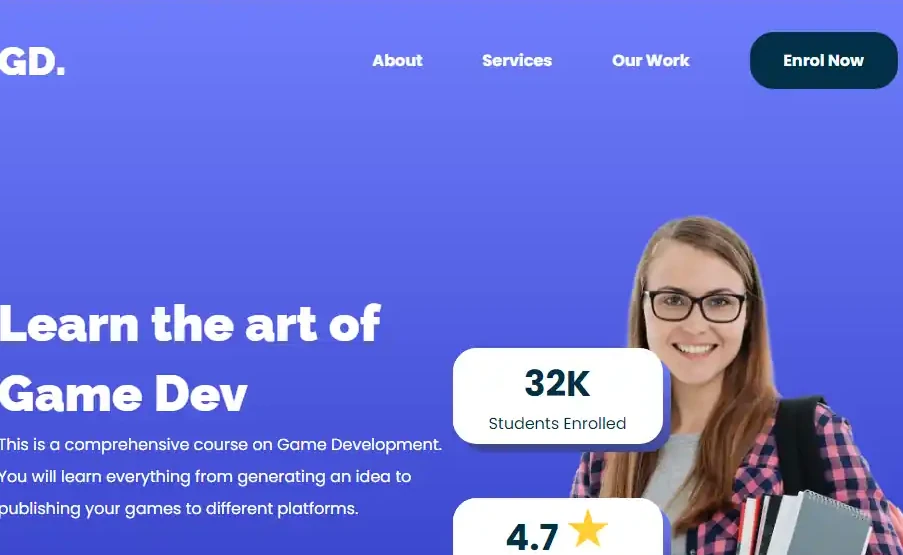 GD.
About
Services
Our Work
Enrol Now
Learn the art of
Game Dev
This is a comprehensive course on Game Development.
You will learn everything from generating an idea to
publishing your games to different platforms.
32K
Students Enrolled
4.7